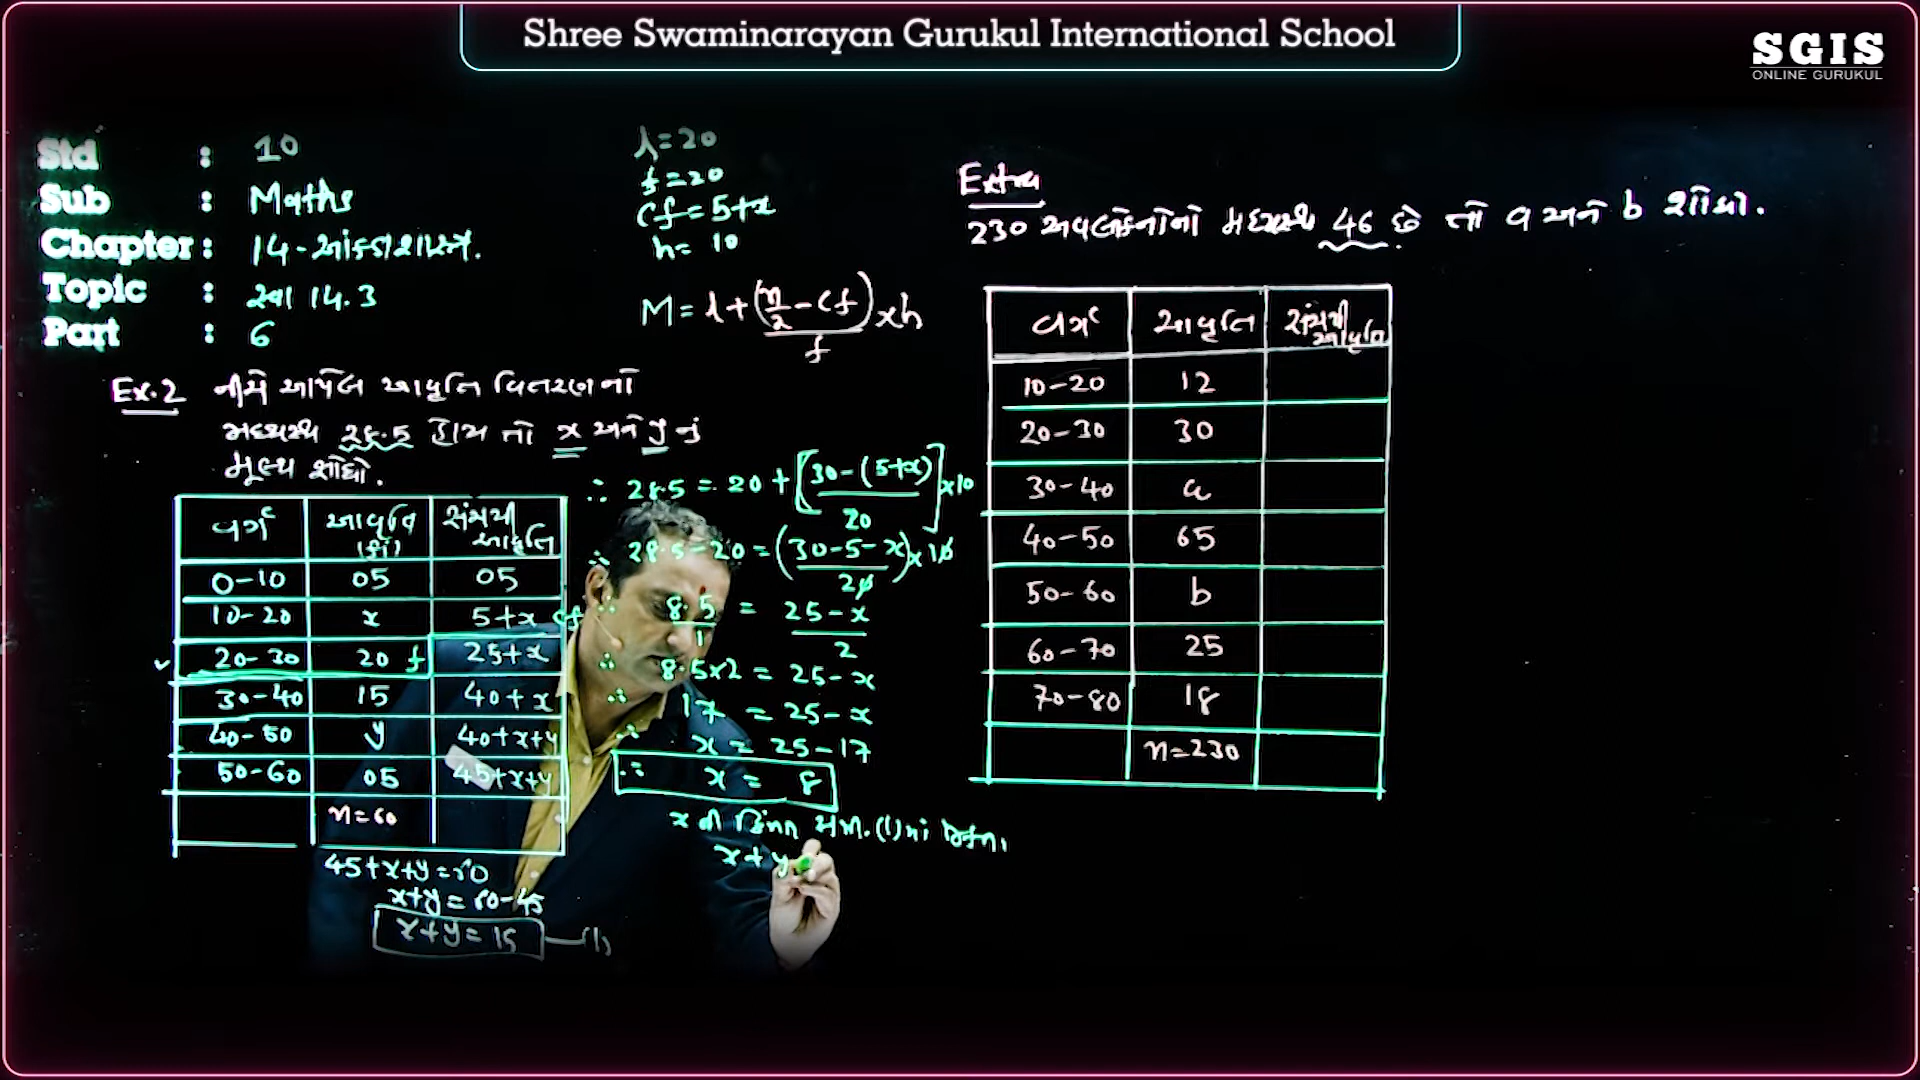 Shree Swaminarayan Gurukul International School
SGIS
ONLINE GURUKUL
Std : 10
Sub : Maths
Chapter : 14 - આંકડાશાસ્ત્ર.
Topic : સ્વા 14.3
Part : 6
Ex.2 નીચે આપેલ આવૃત્તિ વિતરણનો
મધ્યસ્થ 28.5 હોય તો x અને y નું
મૂલ્ય શોધો.
વર્ગ આવૃત્તિ (fi) સંચયી આવૃત્તિ
0-10 05 05
10-20 x 5+x cf
✓ 20-30 20 f 25+x
30-40 15 40+x
40-50 y 40+x+y
50-60 05 45+x+y
n=60
45+x+y=60
x+y=60-45
x+y=15 —(1)
l=20
f=20
cf=5+x
h=10
M = l+(n/2 - cf)/f ×h
∴ 28.5 = 20 + [30-(5+x)/20] ×10
∴ 28.5-20 = (30-5-x/20)×10
∴ 8.5/1 = 25-x/2
∴ 8.5×2 = 25-x
∴ 17 = 25-x
∴ x = 25-17
∴ x = 8
x ની કિંમત સમી.(1)માં
x+y
Extra
230 અવલોકનોનો મધ્યસ્થ 46 છે તો a અને b શોધો.
વર્ગ આવૃત્તિ સંચયી આવૃત્તિ
10-20 12
20-30 30
30-40 a
40-50 65
50-60 b
60-70 25
70-80 18
n=230